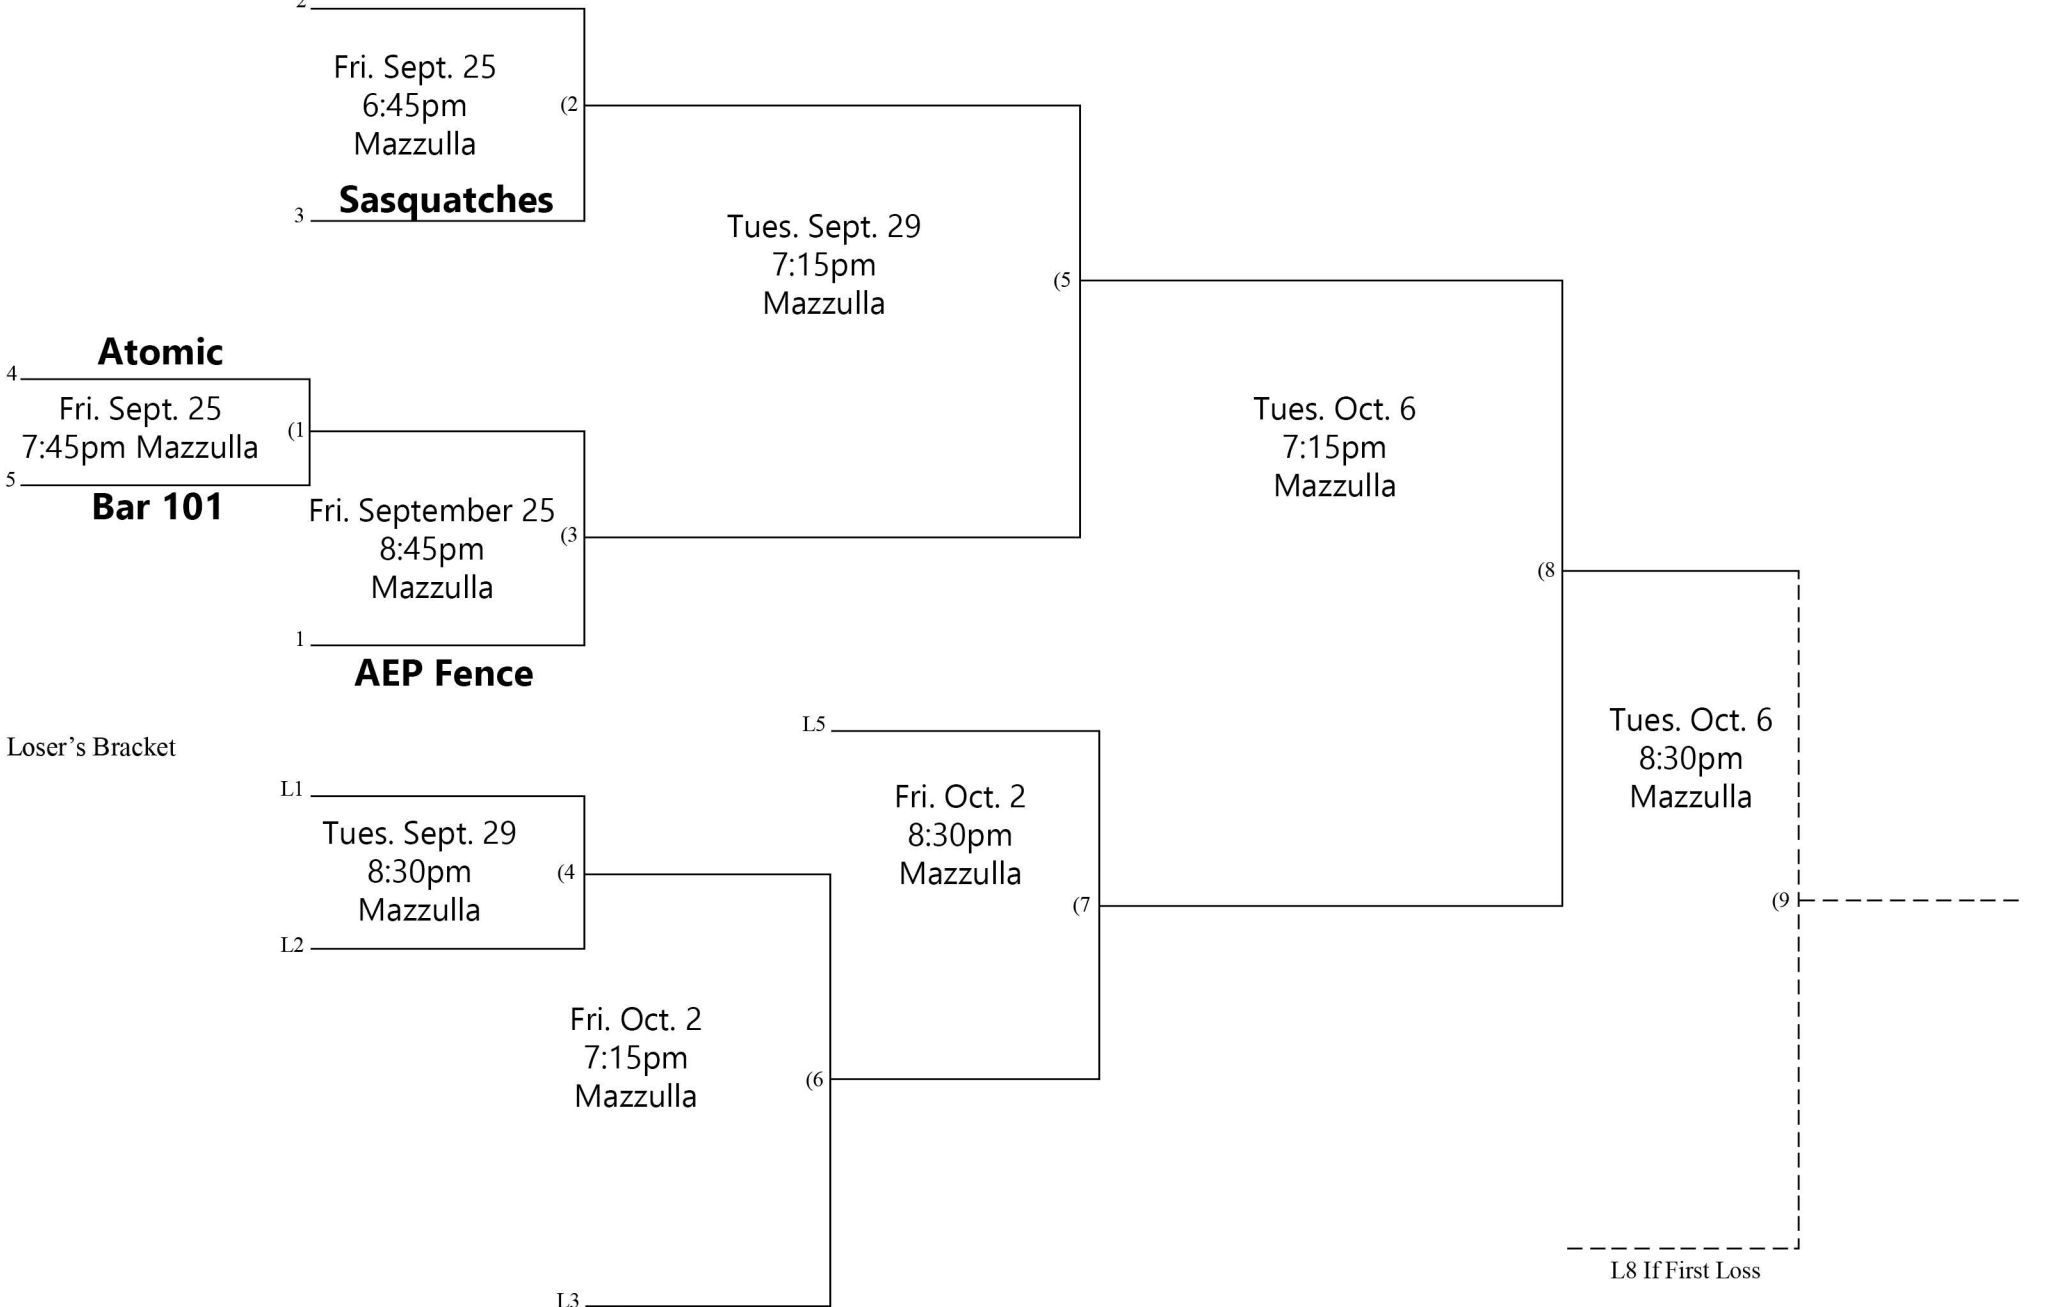 2
Fri. Sept. 25
6:45pm
Mazzulla
(2
3
Sasquatches
Tues. Sept. 29
7:15pm
Mazzulla
(5
Atomic
4
Fri. Sept. 25
7:45pm Mazzulla
(1
5
Bar 101
Fri. September 25
8:45pm
Mazzulla
(3
1
AEP Fence
Tues. Oct. 6
7:15pm
Mazzulla
(8
Loser’s Bracket
L1
Tues. Sept. 29
8:30pm
Mazzulla
(4
L2
L5
Fri. Oct. 2
8:30pm
Mazzulla
(7
Fri. Oct. 2
7:15pm
Mazzulla
(6
L3
Tues. Oct. 6
8:30pm
Mazzulla
(9
L8 If First Loss